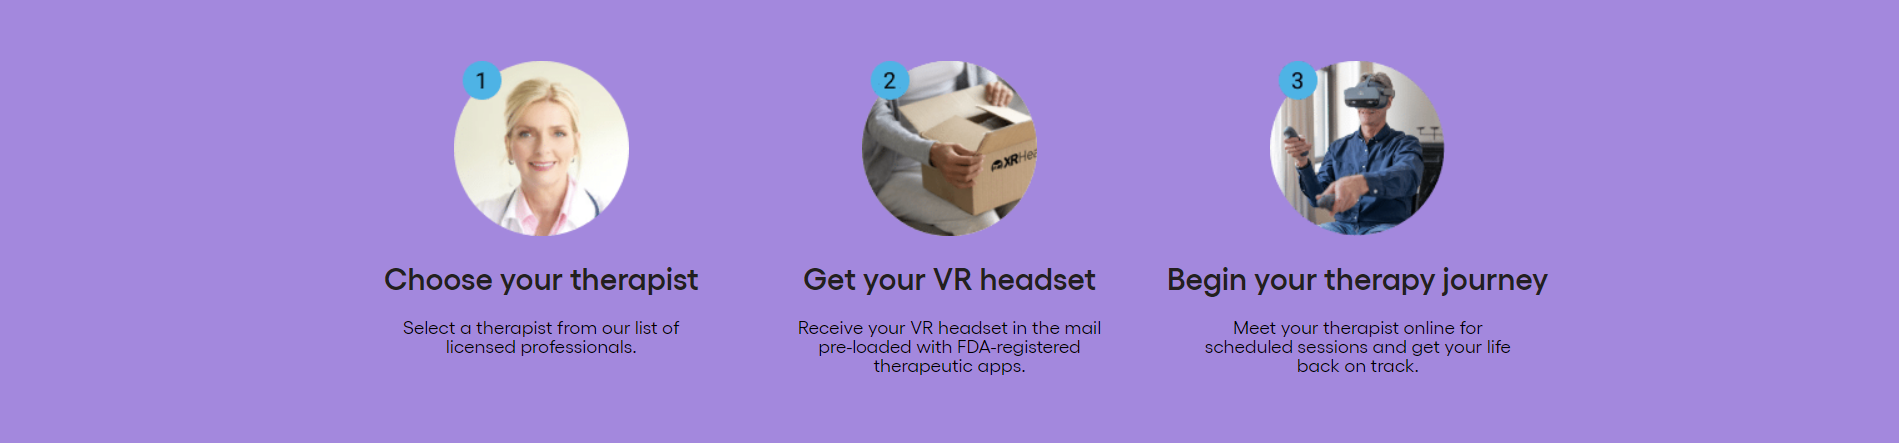 1
2
3
XRHea
Choose your therapist
Get your VR headset
Begin your therapy journey
Select a therapist from our list of
licensed professionals.
Receive your VR headset in the mail
pre-loaded with FDA-registered
therapeutic apps.
Meet your therapist online for
scheduled sessions and get your life
back on track.